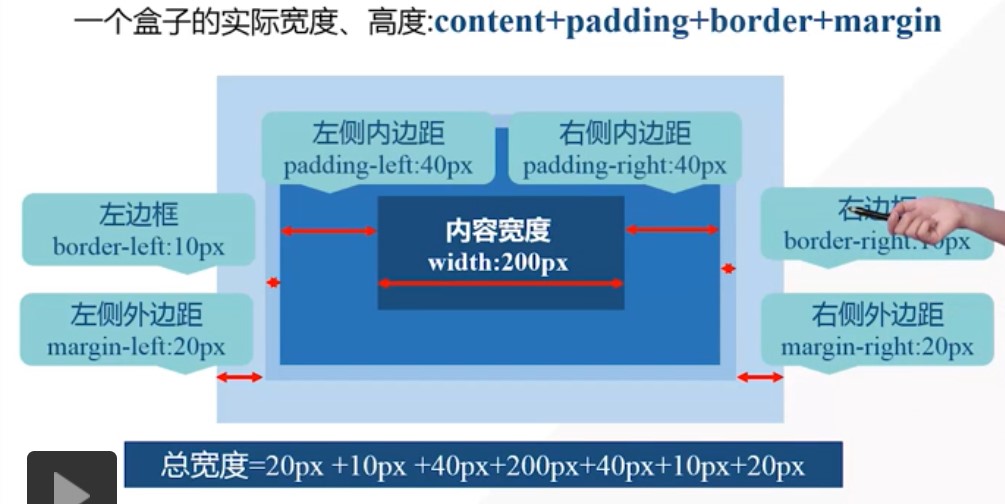 一个盒子的实际宽度、高度:content+padding+border+margin
左侧内边距
padding-left:40px
右侧内边距
padding-right:40px
左边框
border-left:10px
内容宽度
width:200px
右边框
border-right:10px
左侧外边距
margin-left:20px
右侧外边距
margin-right:20px
总宽度=20px +10px +40px+200px+40px+10px+20px